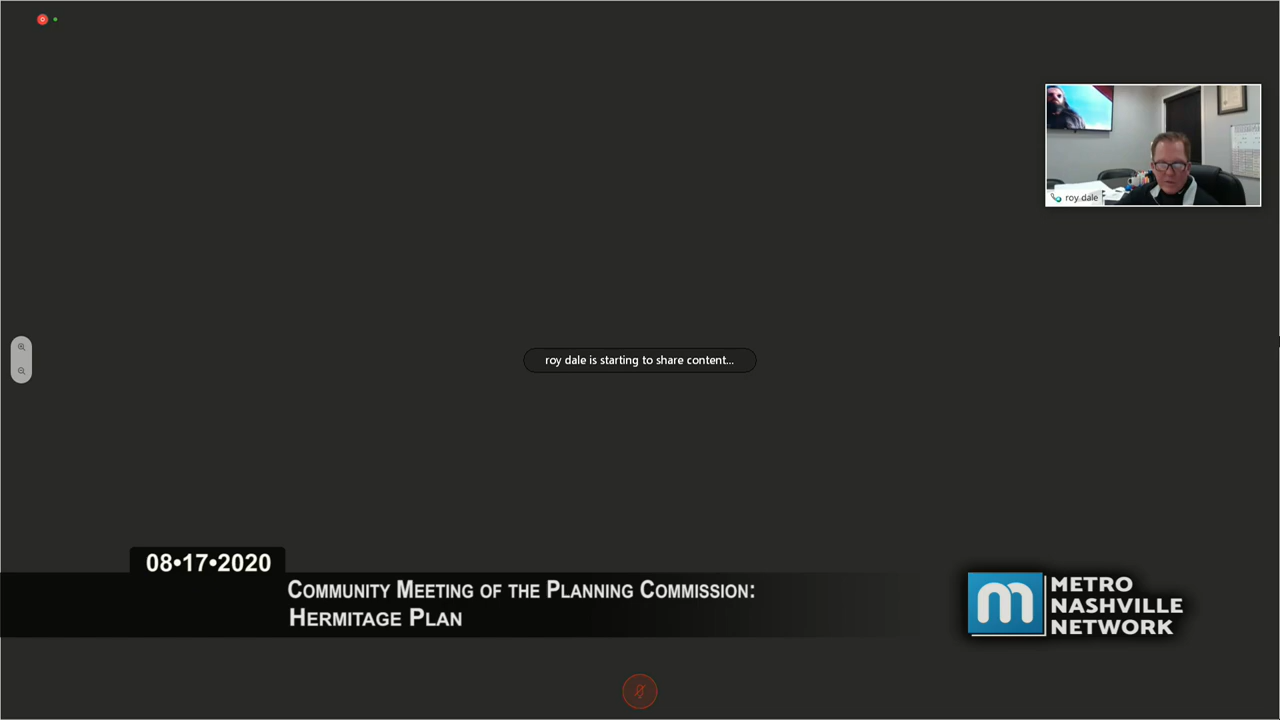 roy dale
roy dale is starting to share content...
08•17•2020
Community Meeting of the Planning Commission:
Hermitage Plan
m
METRO
NASHVILLE
NETWORK